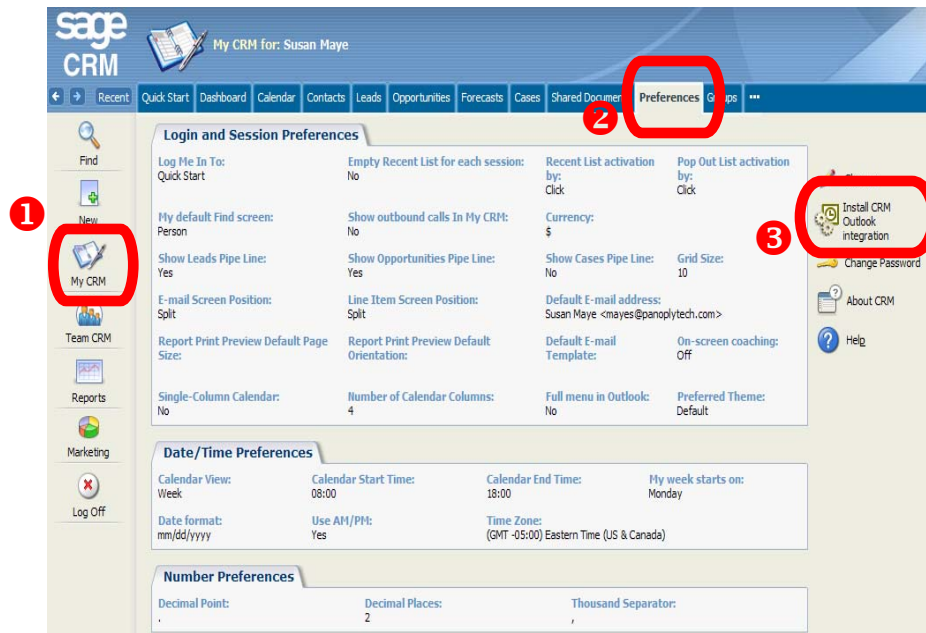 sage
CRM
My CRM for: Susan Maye
Recent
Quick Start Dashboard Calendar Contacts Leads Opportunities Forecasts Cases Shared Documen Preferences G ups ...
2
Find
New
1
My CRM
Team CRM
Reports
Marketing
Log Off
Login and Session Preferences
Log Me In To: Empty Recent List for each session: Recent List activation by: Pop Out List activation by:
Quick Start No Click Click
My default Find screen: Show outbound calls In My CRM: Currency:
Person No $
Show Leads Pipe Line: Show Opportunities Pipe Line: Show Cases Pipe Line: Grid Size:
Yes Yes No 10
E-mail Screen Position: Line Item Screen Position: Default E-mail address:
Split Split Susan Maye <mayes@panoplytech.com>
Report Print Preview Default Page Size: Report Print Preview Default Orientation: Default E-mail Template: On-screen coaching:
Off
Single-Column Calendar: Number of Calendar Columns: Full menu in Outlook: Preferred Theme:
No 4 No Default
Date/Time Preferences
Calendar View: Calendar Start Time: Calendar End Time: My week starts on:
Week 08:00 18:00 Monday
Date format: Use AM/PM: Time Zone:
mm/dd/yyyy Yes (GMT -05:00) Eastern Time (US & Canada)
Number Preferences
Decimal Point: Decimal Places: Thousand Separator:
. 2 ,
3
Install CRM
Outlook
integration
Change Password
About CRM
Help